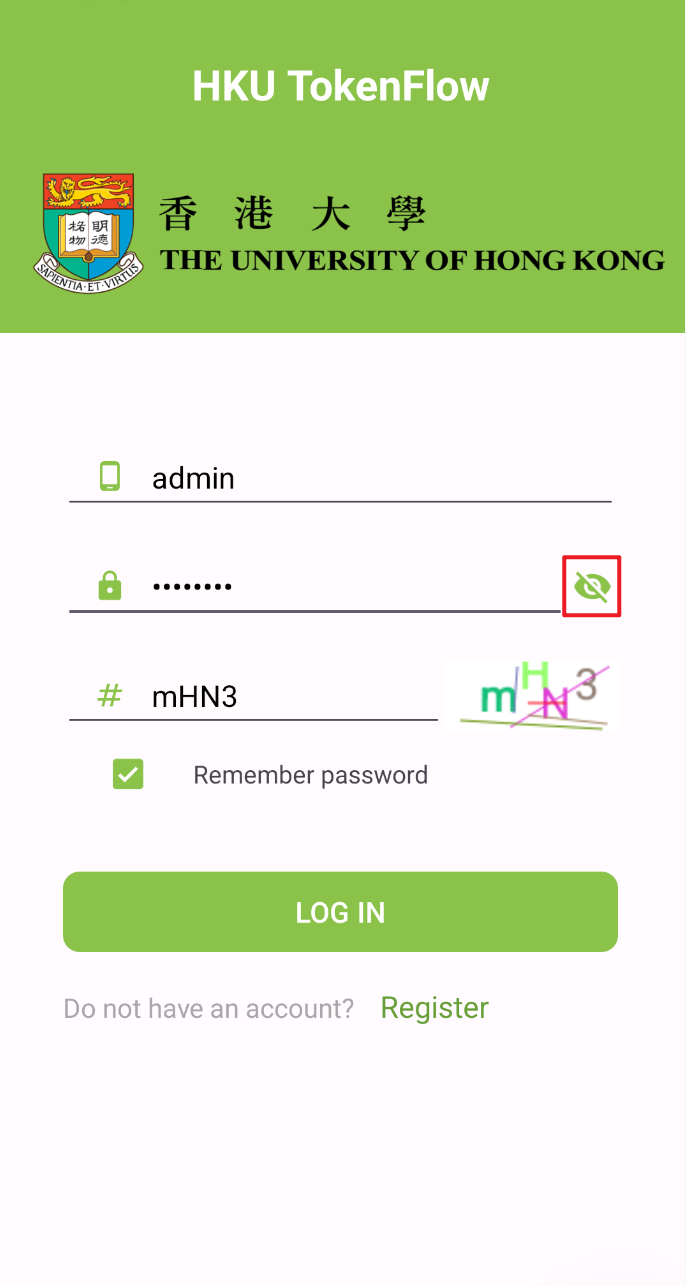 HKU TokenFlow
香港大學
THE UNIVERSITY OF HONG KONG
明德
格物
SAPIENTIA·ET·VIRTUS
admin
••••••••
# mHN3
mHN3
Remember password
LOG IN
Do not have an account? Register